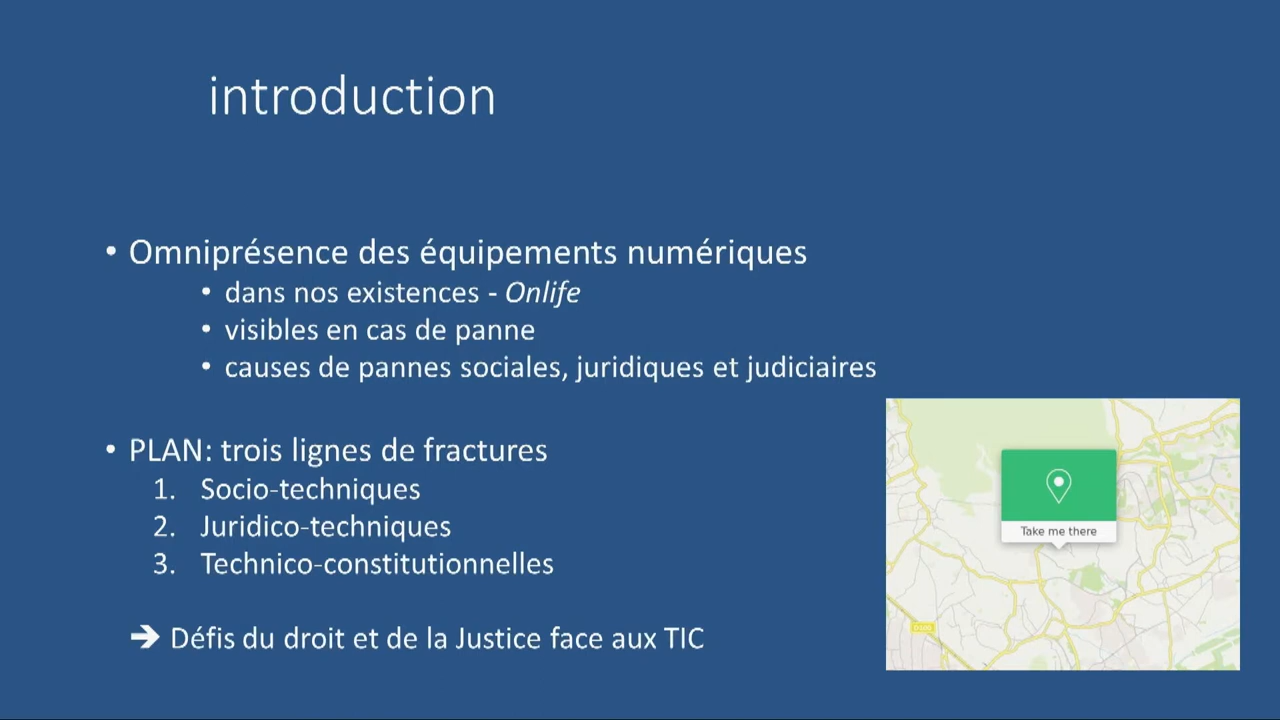 introduction
• Omniprésence des équipements numériques
• dans nos existences - Onlife
• visibles en cas de panne
• causes de pannes sociales, juridiques et judiciaires
• PLAN: trois lignes de fractures
1. Socio-techniques
2. Juridico-techniques
3. Technico-constitutionnelles
➔ Défis du droit et de la Justice face aux TIC
Take me there